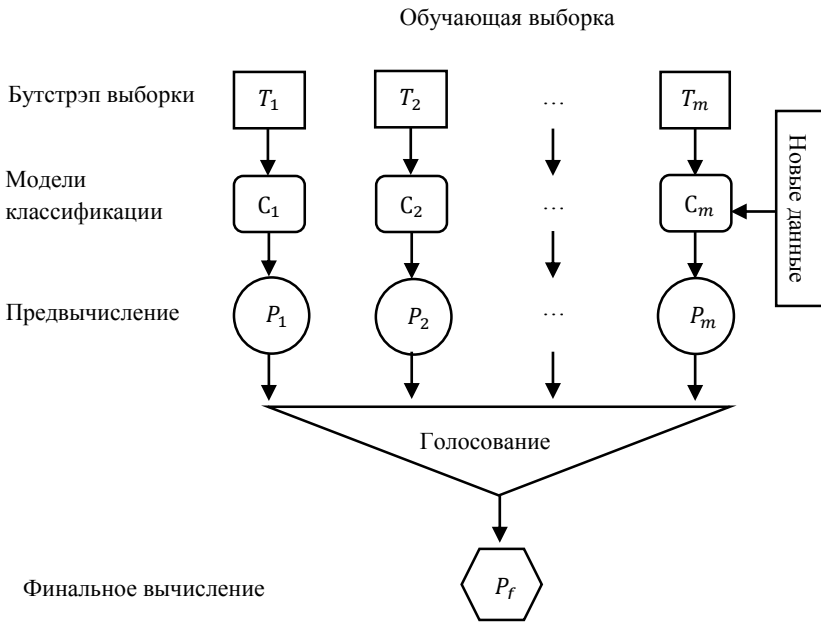 Обучающая выборка
Бутстрэп выборки
T₁
T₂
...
Tₘ
Новые данные
Модели
классификации
C₁
C₂
...
Cₘ
Предвычисление
P₁
P₂
...
Pₘ
Голосование
Финальное вычисление
P_f